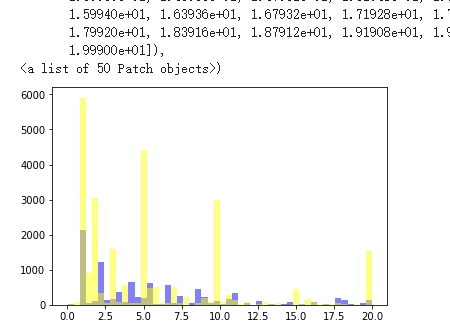 1.59940e+01, 1.63936e+01, 1.67932e+01, 1.71928e+01,
1.79920e+01, 1.83916e+01, 1.87912e+01, 1.91908e+01,
1.99900e+01]),
<a list of 50 Patch objects>)
6000
5000
4000
3000
2000
1000
0
0.0 2.5 5.0 7.5 10.0 12.5 15.0 17.5 20.0